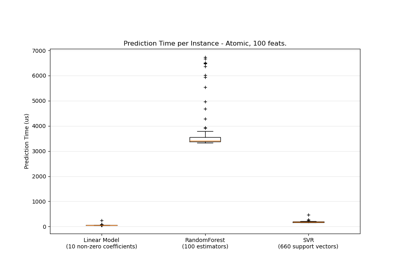 Prediction Time per Instance - Atomic, 100 feats.
7000
6000
5000
4000
3000
2000
1000
0
Prediction Time (us)
Linear Model
(10 non-zero coefficients)
RandomForest
(100 estimators)
SVR
(660 support vectors)